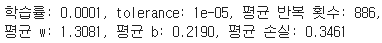 학습률: 0.0001, tolerance: 1e-05, 평균 반복 횟수: 886,
평균 w: 1.3081, 평균 b: 0.2190, 평균 손실: 0.3461